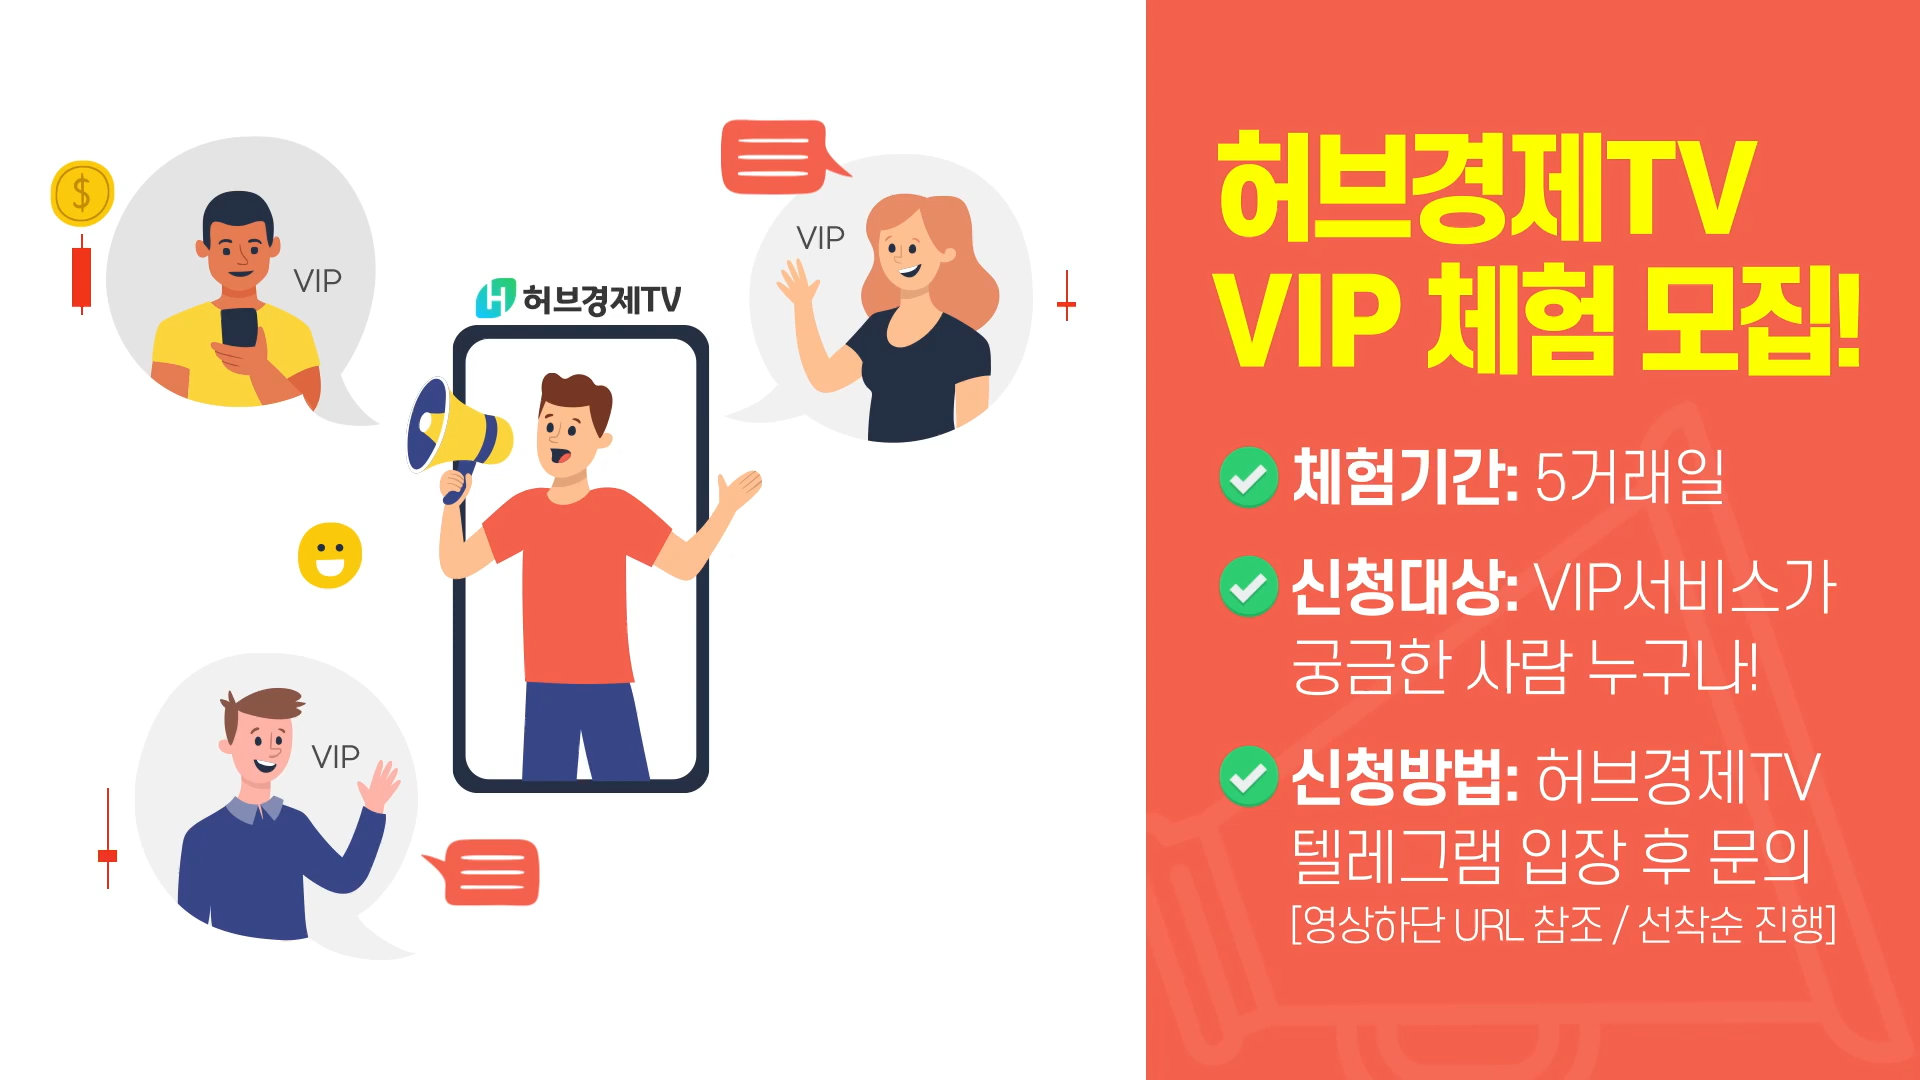 VIP
VIP
허브경제TV
VIP
허브경제TV
VIP 체험 모집!
체험기간: 5거래일
신청대상: VIP서비스가
궁금한 사람 누구나!
신청방법: 허브경제TV
텔레그램 입장 후 문의
[영상하단 URL 참조 / 선착순 진행]